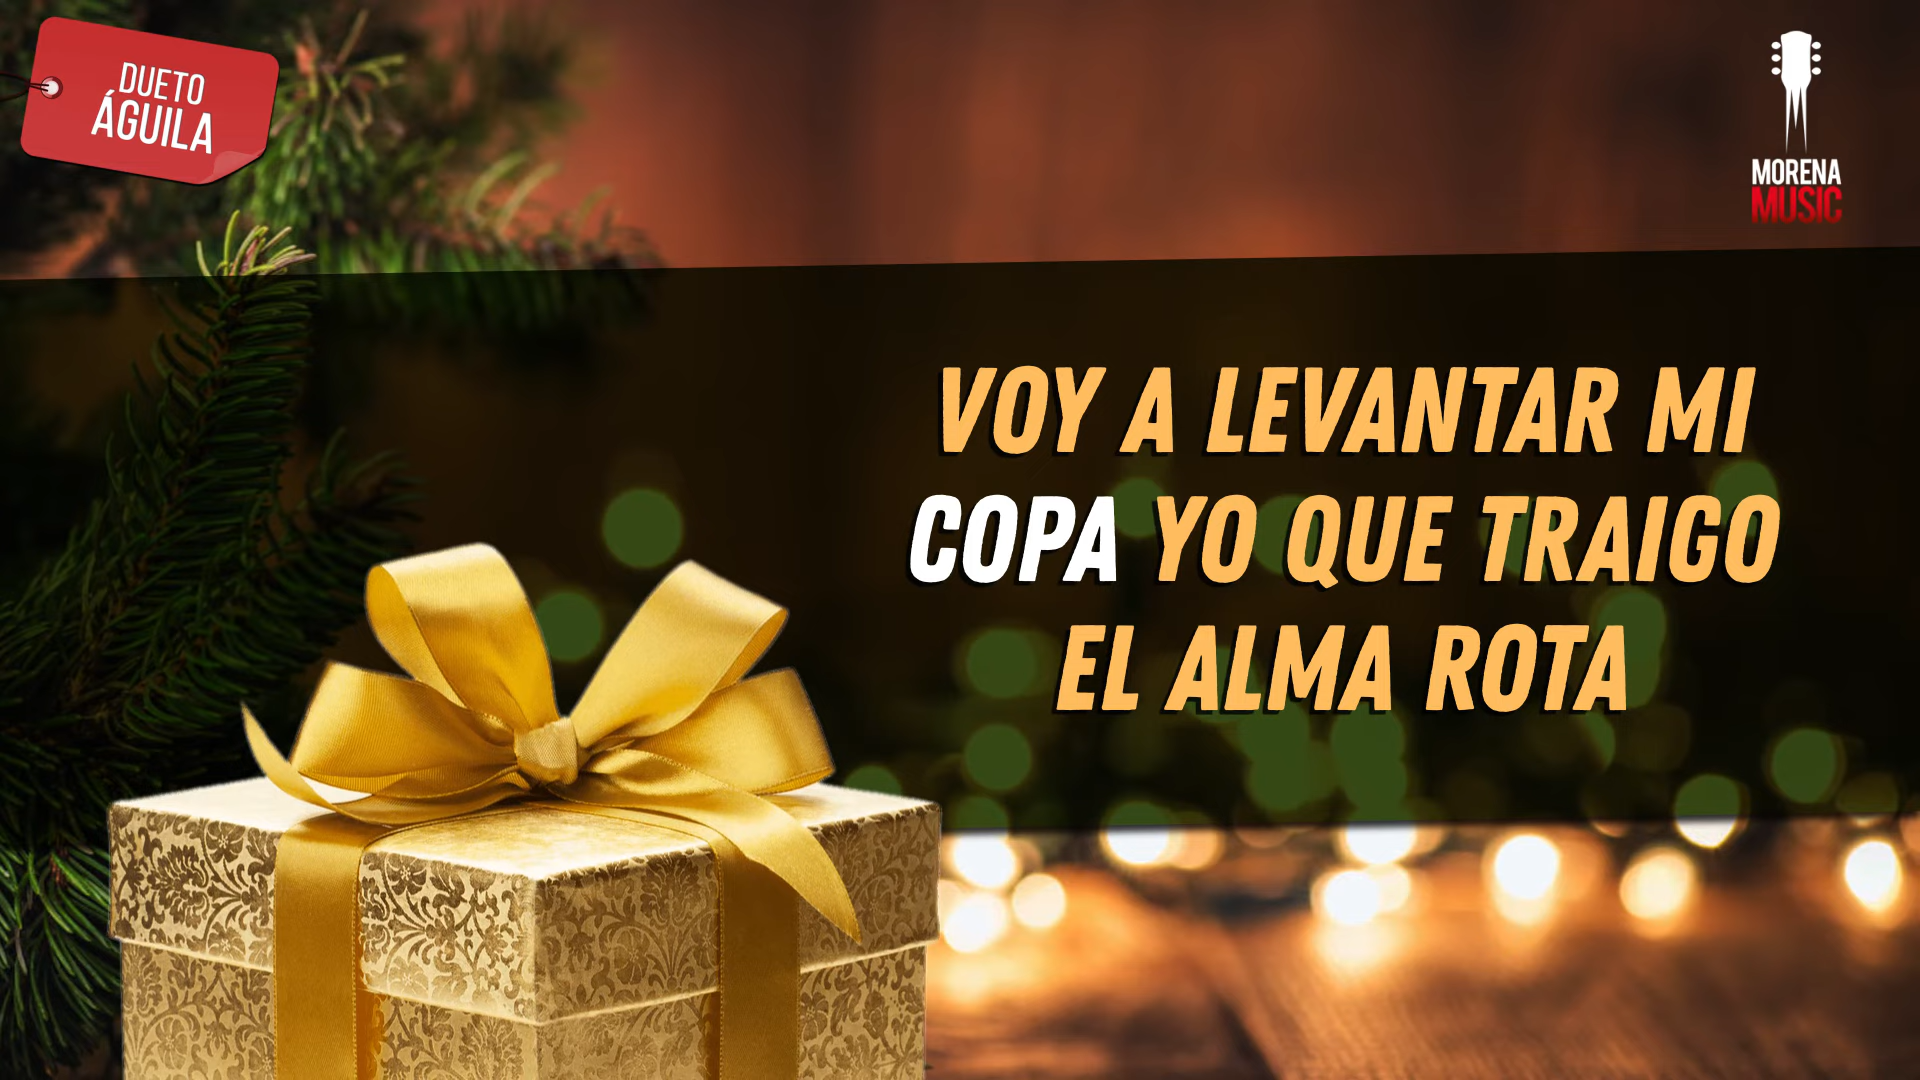 DUETO
ÁGUILA
MORENA
MUSIC
VOY A LEVANTAR MI
COPA YO QUE TRAIGO
EL ALMA ROTA